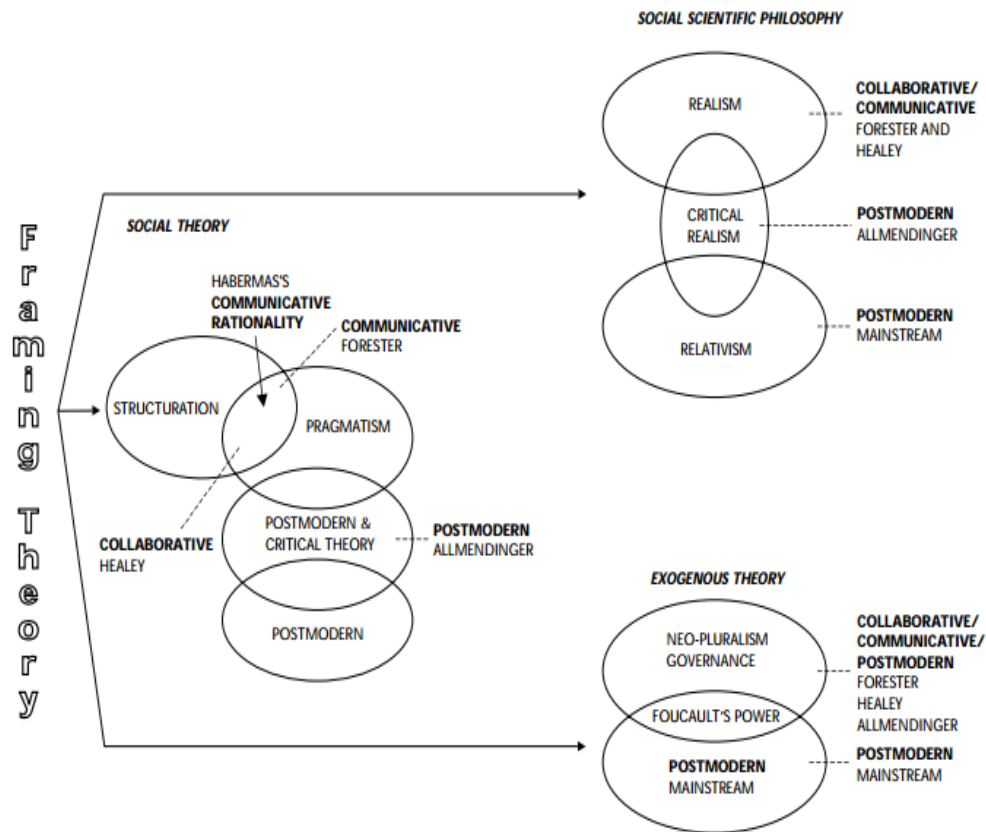 Framing Theory
SOCIAL THEORY
HABERMAS'S
COMMUNICATIVE
RATIONALITY
COMMUNICATIVE
FORESTER
STRUCTURATION
PRAGMATISM
COLLABORATIVE
HEALEY
POSTMODERN &
CRITICAL THEORY
POSTMODERN
ALLMENDINGER
POSTMODERN
SOCIAL SCIENTIFIC PHILOSOPHY
REALISM
COLLABORATIVE/
COMMUNICATIVE
FORESTER AND
HEALEY
CRITICAL
REALISM
POSTMODERN
ALLMENDINGER
RELATIVISM
POSTMODERN
MAINSTREAM
EXOGENOUS THEORY
NEO-PLURALISM
GOVERNANCE
COLLABORATIVE/
COMMUNICATIVE/
POSTMODERN
FORESTER
HEALEY
ALLMENDINGER
FOUCAULT'S POWER
POSTMODERN
MAINSTREAM
POSTMODERN
MAINSTREAM